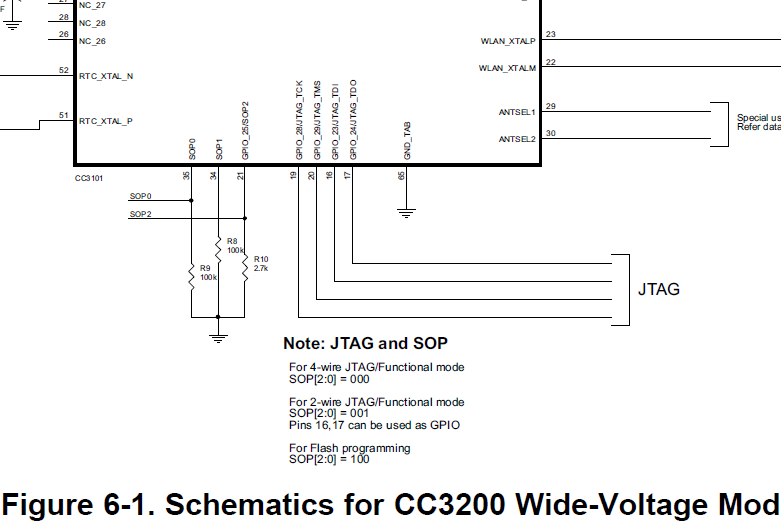 F
27
NC_27
28
NC_28
26
NC_26
52
RTC_XTAL_N
51
RTC_XTAL_P
WLAN_XTALP
23
WLAN_XTALM
22
ANTSEL1
29
ANTSEL2
30
Special us
Refer data
SOP0
SOP1
GPIO_25/SOP2
GPIO_28/JTAG_TCK
GPIO_29/JTAG_TMS
GPIO_23/JTAG_TDI
GPIO_24/JTAG_TDO
GND_TAB
CC3101
35
34
21
19
20
16
17
65
SOP0
SOP2
R8
100k
R9
100k
R10
2.7k
JTAG
Note: JTAG and SOP
For 4-wire JTAG/Functional mode
SOP[2:0] = 000
For 2-wire JTAG/Functional mode
SOP[2:0] = 001
Pins 16,17 can be used as GPIO
For Flash programming
SOP[2:0] = 100
Figure 6-1. Schematics for CC3200 Wide-Voltage Mod